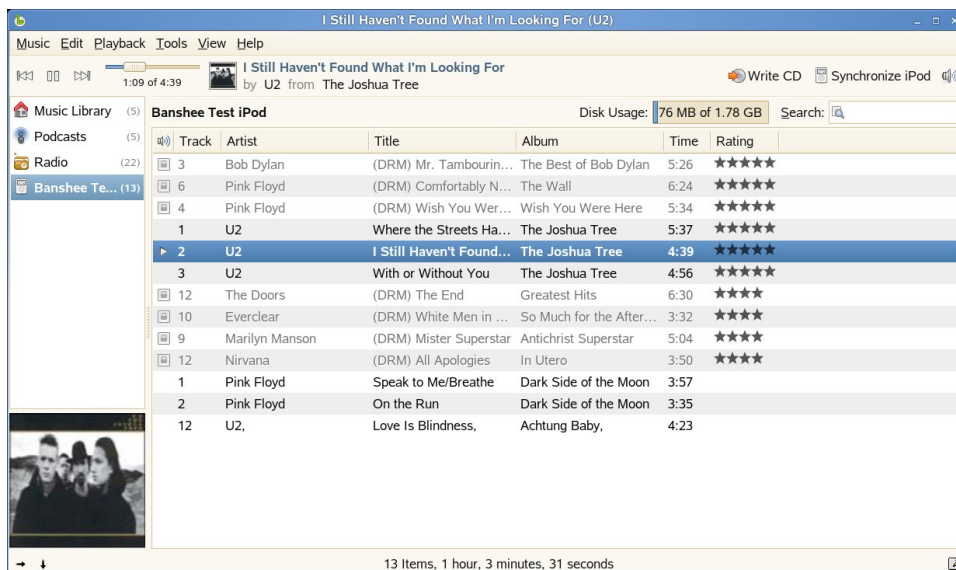 I Still Haven't Found What I'm Looking For (U2)
Music Edit Playback Tools View Help
1:09 of 4:39
I Still Haven't Found What I'm Looking For
by U2 from The Joshua Tree
Write CD Synchronize iPod
Music Library (5)
Podcasts (5)
Radio (22)
Banshee Te... (13)
Banshee Test iPod Disk Usage: 76 MB of 1.78 GB Search:
Track Artist Title Album Time Rating
3 Bob Dylan (DRM) Mr. Tambourin... The Best of Bob Dylan 5:26
6 Pink Floyd (DRM) Comfortably N... The Wall 6:24
4 Pink Floyd (DRM) Wish You Wer... Wish You Were Here 5:34
1 U2 Where the Streets Ha... The Joshua Tree 5:37
2 U2 I Still Haven't Found... The Joshua Tree 4:39
3 U2 With or Without You The Joshua Tree 4:56
12 The Doors (DRM) The End Greatest Hits 6:30
10 Everclear (DRM) White Men in ... So Much for the After... 3:32
9 Marilyn Manson (DRM) Mister Superstar Antichrist Superstar 5:04
12 Nirvana (DRM) All Apologies In Utero 3:50
1 Pink Floyd Speak to Me/Breathe Dark Side of the Moon 3:57
2 Pink Floyd On the Run Dark Side of the Moon 3:35
12 U2, Love Is Blindness, Achtung Baby, 4:23
13 Items, 1 hour, 3 minutes, 31 seconds